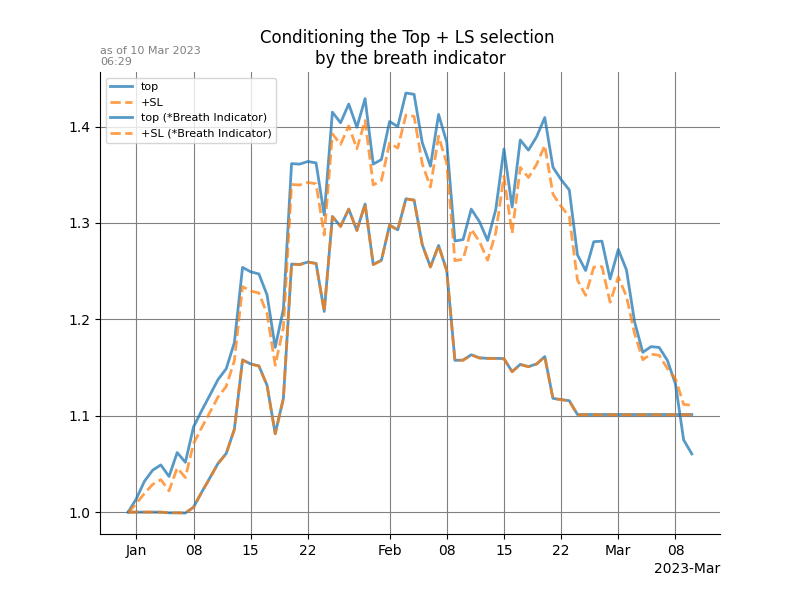 Conditioning the Top + LS selection
by the breath indicator
as of 10 Mar 2023
06:29
top
+SL
top (*Breath Indicator)
+SL (*Breath Indicator)
1.4
1.3
1.2
1.1
1.0
Jan 08 15 22 Feb 08 15 22 Mar 08
2023-Mar